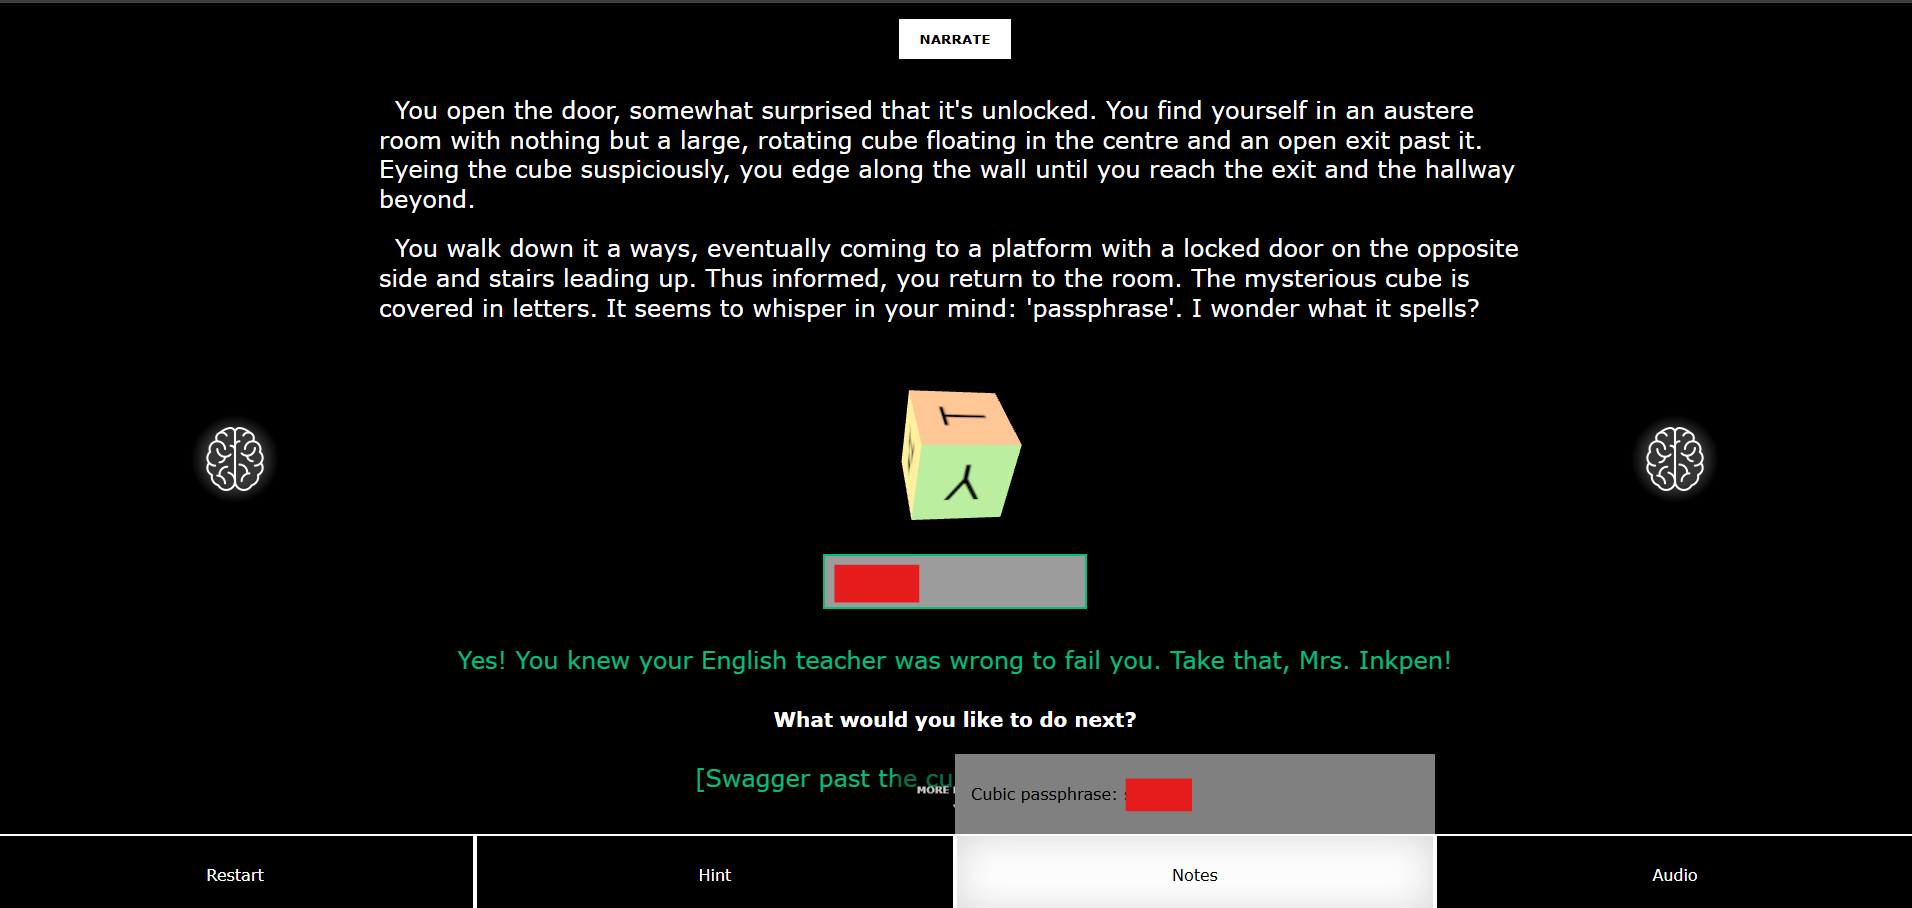 NARRATE
You open the door, somewhat surprised that it's unlocked. You find yourself in an austere
room with nothing but a large, rotating cube floating in the centre and an open exit past it.
Eyeing the cube suspiciously, you edge along the wall until you reach the exit and the hallway
beyond.
You walk down it a ways, eventually coming to a platform with a locked door on the opposite
side and stairs leading up. Thus informed, you return to the room. The mysterious cube is
covered in letters. It seems to whisper in your mind: 'passphrase'. I wonder what it spells?
T
Y
Yes! You knew your English teacher was wrong to fail you. Take that, Mrs. Inkpen!
What would you like to do next?
[Swagger past the cu
MORE
Cubic passphrase:
Restart
Hint
Notes
Audio